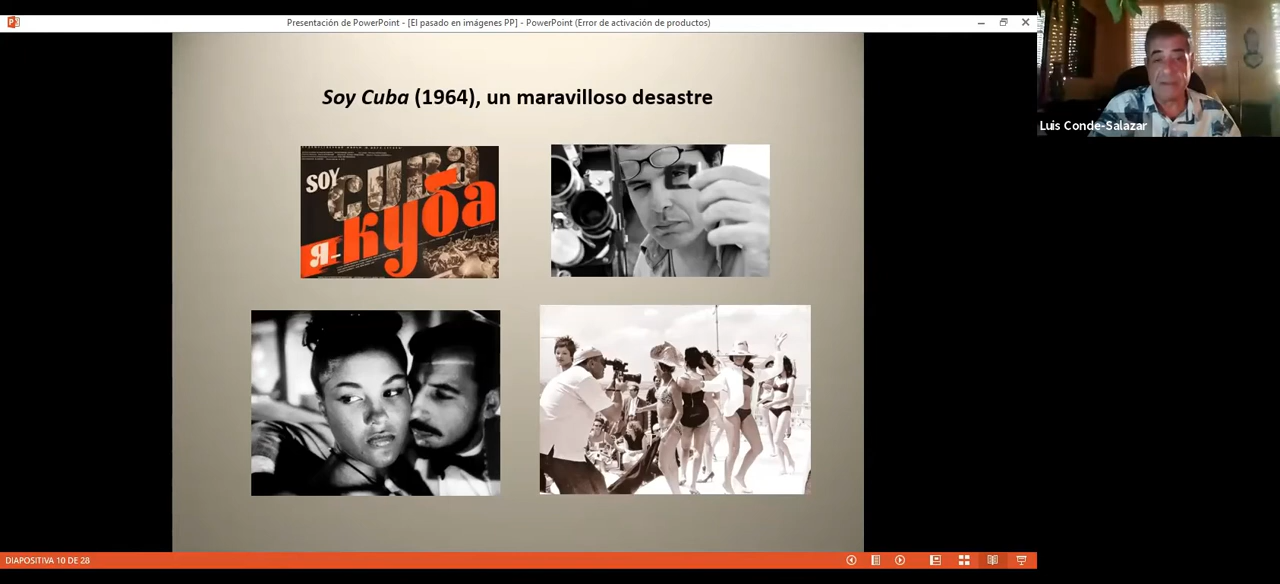 Presentación de PowerPoint - [El pasado en imágenes PP] - PowerPoint (Error de activación de productos)
Soy Cuba (1964), un maravilloso desastre
SOY
cuba
я-куба
Luis Conde-Salazar
DIAPOSITIVA 10 DE 28